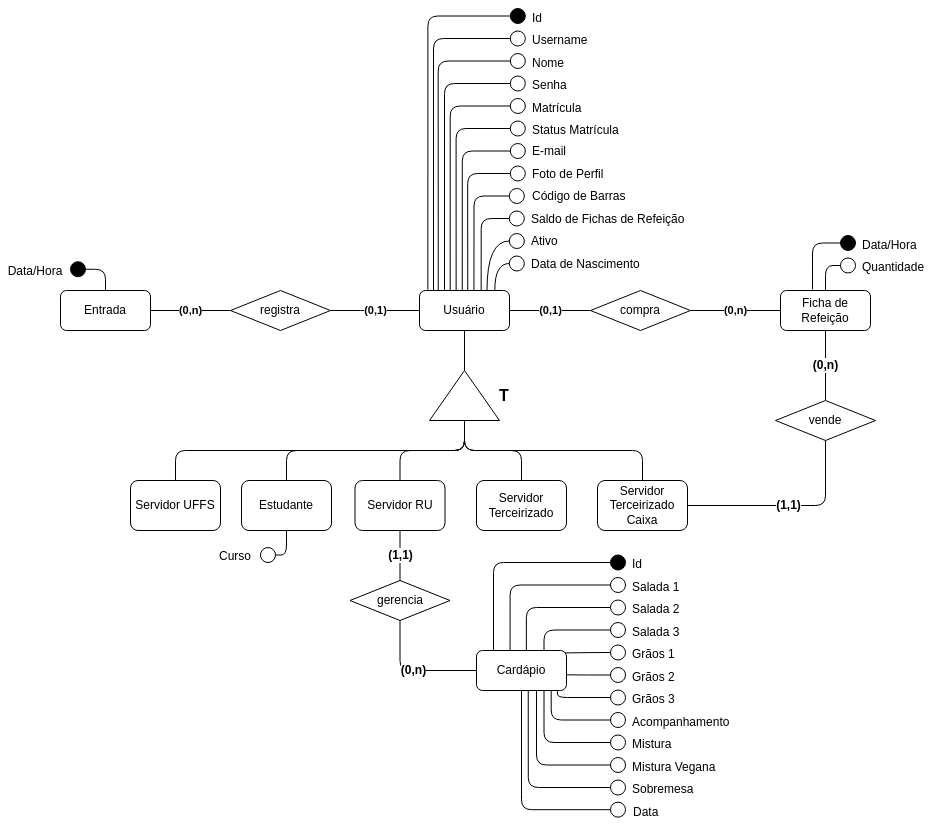 Id
Username
Nome
Senha
Matrícula
Status Matrícula
E-mail
Foto de Perfil
Código de Barras
Saldo de Fichas de Refeição
Ativo
Data de Nascimento
Data/Hora
Data/Hora
Quantidade
Entrada
(0,n)
registra
(0,1)
Usuário
(0,1)
compra
(0,n)
Ficha de
Refeição
(0,n)
T
vende
Servidor UFFS
Estudante
Servidor RU
Servidor
Terceirizado
Servidor
Terceirizado
Caixa
(1,1)
Curso
(1,1)
gerencia
(0,n)
Cardápio
Id
Salada 1
Salada 2
Salada 3
Grãos 1
Grãos 2
Grãos 3
Acompanhamento
Mistura
Mistura Vegana
Sobremesa
Data